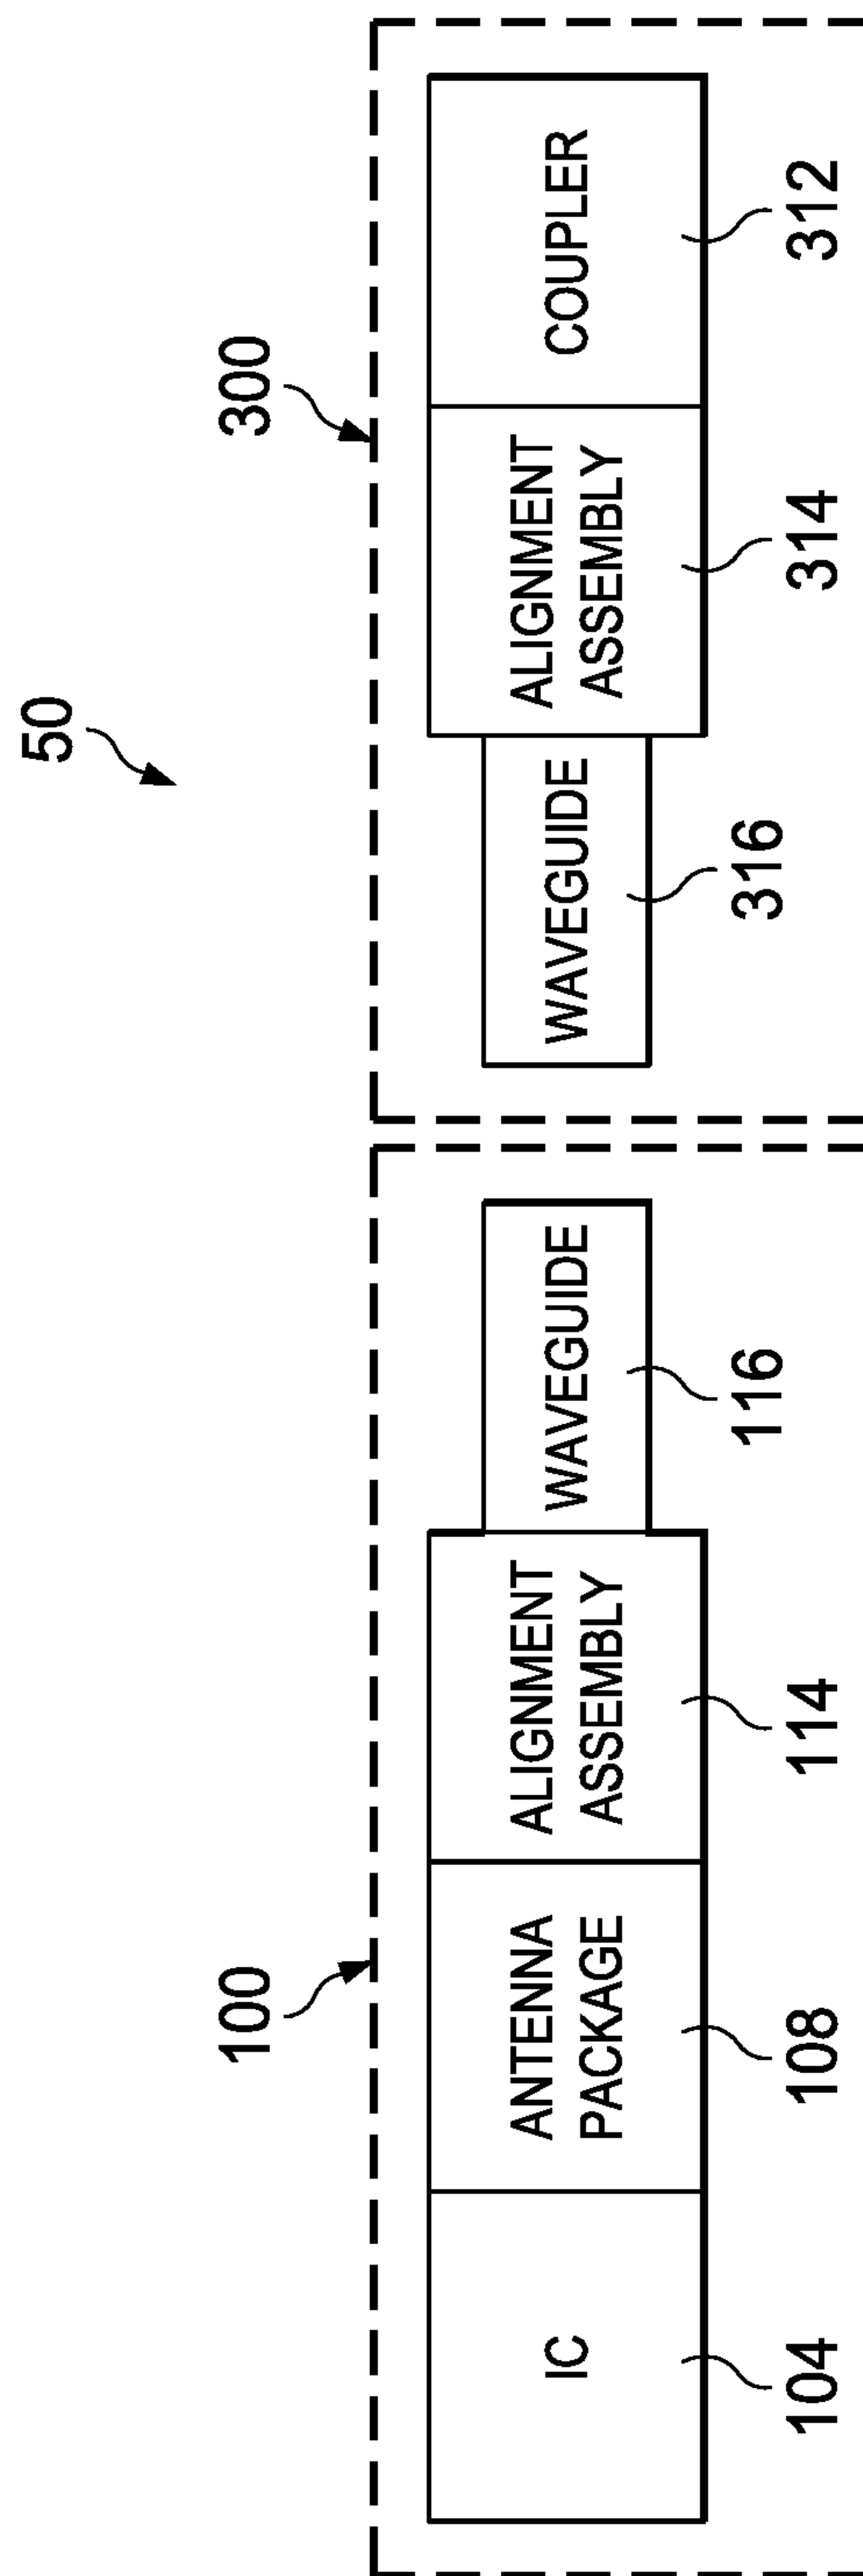 50
100
300
IC
ANTENNA
PACKAGE
ALIGNMENT
ASSEMBLY
WAVEGUIDE
WAVEGUIDE
ALIGNMENT
ASSEMBLY
COUPLER
104
108
114
116
316
314
312